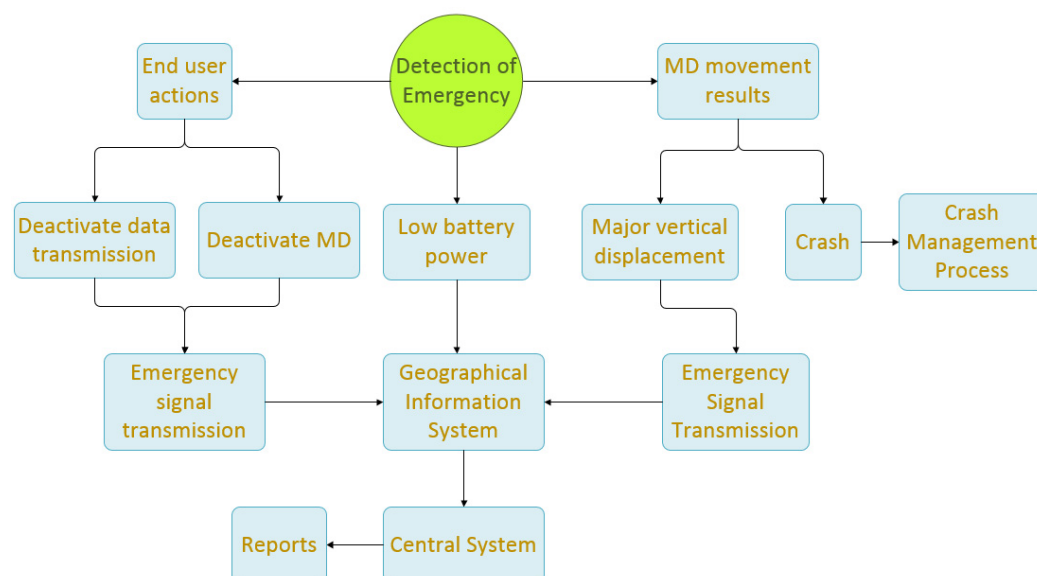 End user
actions
Detection of
Emergency
MD movement
results
Deactivate data
transmission
Deactivate MD
Low battery
power
Major vertical
displacement
Crash
Crash
Management
Process
Emergency
signal
transmission
Geographical
Information
System
Emergency
Signal
Transmission
Reports
Central System